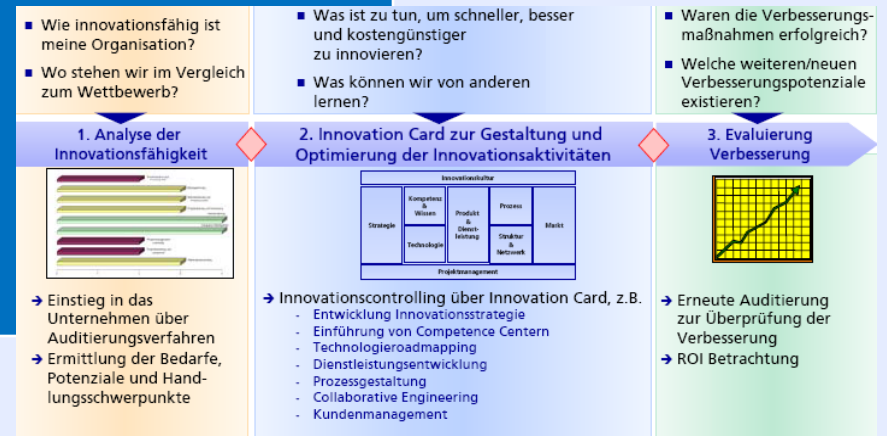 ■ Wie innovationsfähig ist
meine Organisation?
■ Wo stehen wir im Vergleich
zum Wettbewerb?
■ Was ist zu tun, um schneller, besser
und kostengünstiger
zu innovieren?
■ Was können wir von anderen
lernen?
■ Waren die Verbesserungs-
maßnahmen erfolgreich?
■ Welche weiteren/neuen
Verbesserungspotenziale
existieren?
1. Analyse der
Innovationsfähigkeit
2. Innovation Card zur Gestaltung und
Optimierung der Innovationsaktivitäten
3. Evaluierung
Verbesserung
Innovationskultur
Strategie
Kompetenz
&
Wissen
Technologie
Produkt
&
Dienst-
leistung
Prozess
Struktur
&
Netzwerk
Markt
Projektmanagement
→ Einstieg in das
Unternehmen über
Auditierungsverfahren
→ Ermittlung der Bedarfe,
Potenziale und Hand-
lungsschwerpunkte
→ Innovationscontrolling über Innovation Card, z.B.
- Entwicklung Innovationsstrategie
- Einführung von Competence Centern
- Technologieroadmapping
- Dienstleistungsentwicklung
- Prozessgestaltung
- Collaborative Engineering
- Kundenmanagement
→ Erneute Auditierung
zur Überprüfung der
Verbesserung
→ ROI Betrachtung